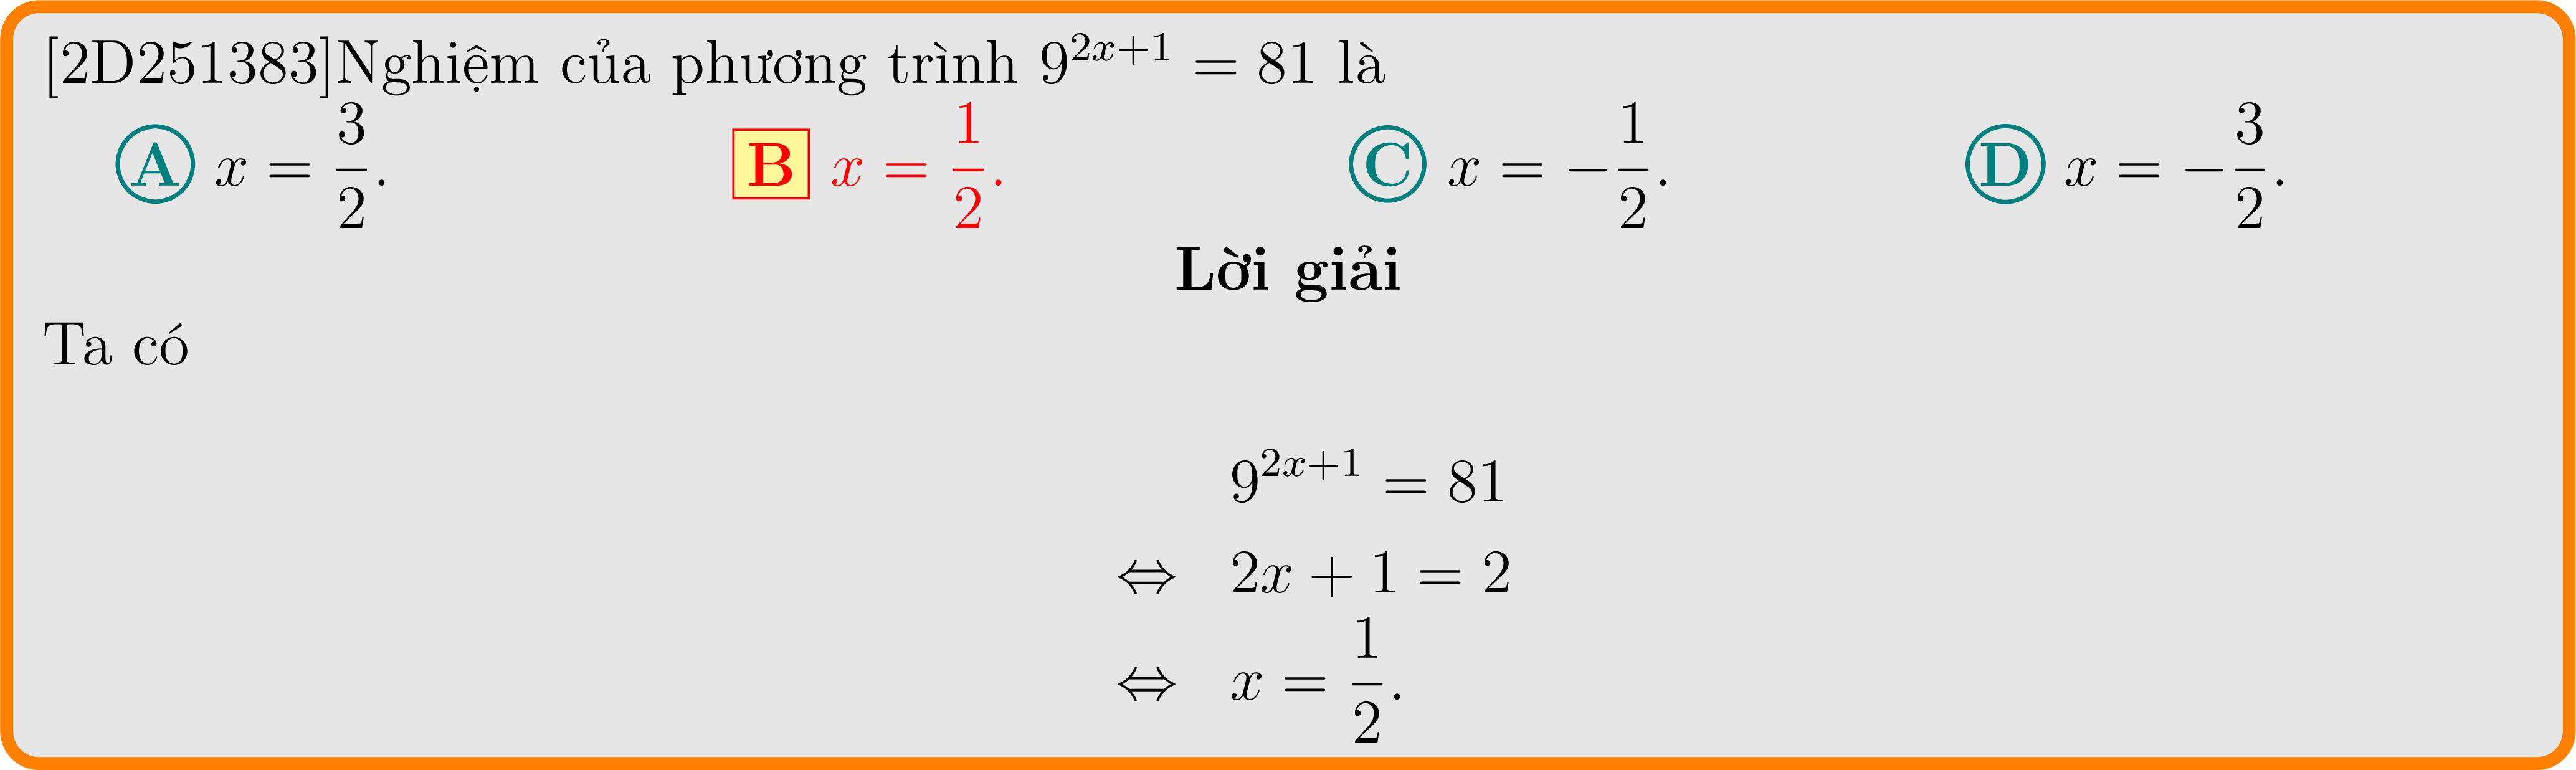 [2D251383]Nghiệm của phương trình $9^{2x+1} = 81$ là
A $x = \frac{3}{2}$. B $x = \frac{1}{2}$. C $x = -\frac{1}{2}$. D $x = -\frac{3}{2}$.
Lời giải
Ta có
$9^{2x+1} = 81$
$\Leftrightarrow 2x + 1 = 2$
$\Leftrightarrow x = \frac{1}{2}$.